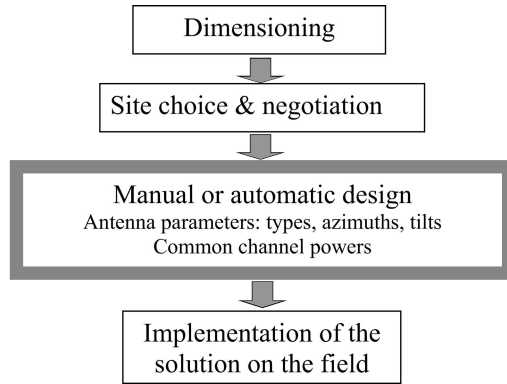 Dimensioning
Site choice & negotiation
Manual or automatic design
Antenna parameters: types, azimuths, tilts
Common channel powers
Implementation of the
solution on the field